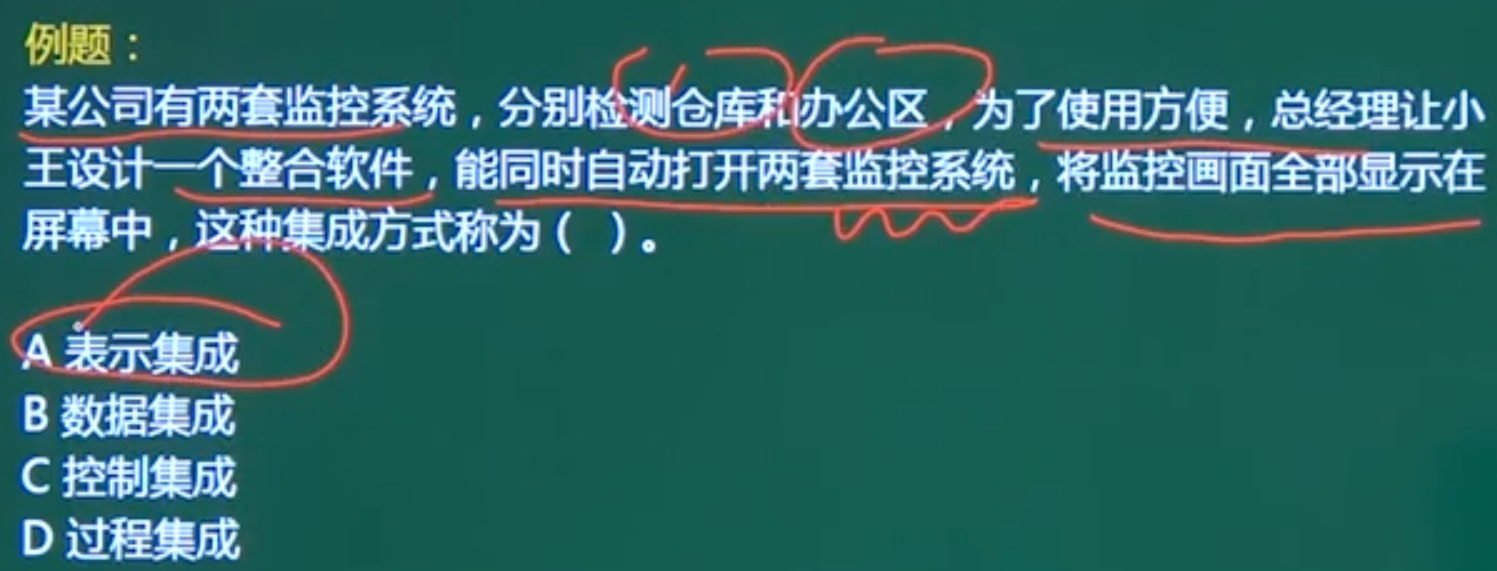 例题：
某公司有两套监控系统，分别检测仓库和办公区，为了使用方便，总经理让小
王设计一个整合软件，能同时自动打开两套监控系统，将监控画面全部显示在
屏幕中，这种集成方式称为（ ）。
A 表示集成
B 数据集成
C 控制集成
D 过程集成